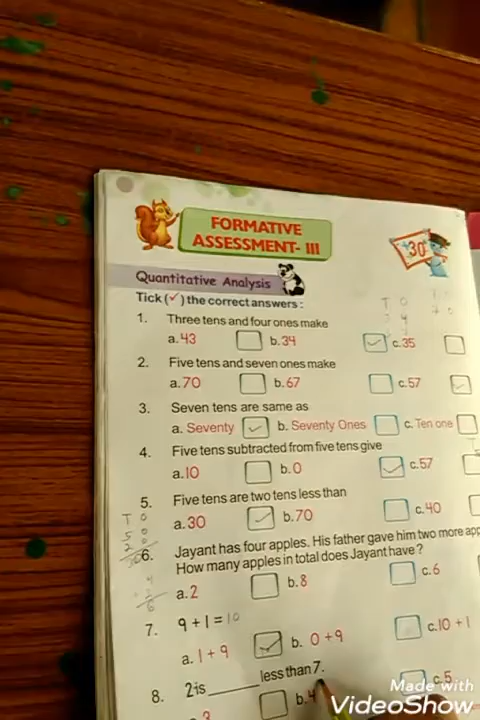 FORMATIVE
ASSESSMENT- III
30
Quantitative Analysis
Tick (✓) the correct answers :
T O
1. Three tens and four ones make
a. 43 b. 34 c. 35
2. Five tens and seven ones make
a. 70 b. 67 c. 57
3. Seven tens are same as
a. Seventy b. Seventy Ones c. Ten one
4. Five tens subtracted from five tens give
a. 10 b. 0 c. 57
5. Five tens are two tens less than
a. 30 b. 70 c. 40
T O
6. Jayant has four apples. His father gave him two more app
How many apples in total does Jayant have ?
a. 2 b. 8 c. 6
7. 9 + 1 = 10
a. 1 + 9 b. 0 + 9 c. 10 + 1
8. 2 is ______ less than 7.
b. 4 c. 5
Made with
VideoShow